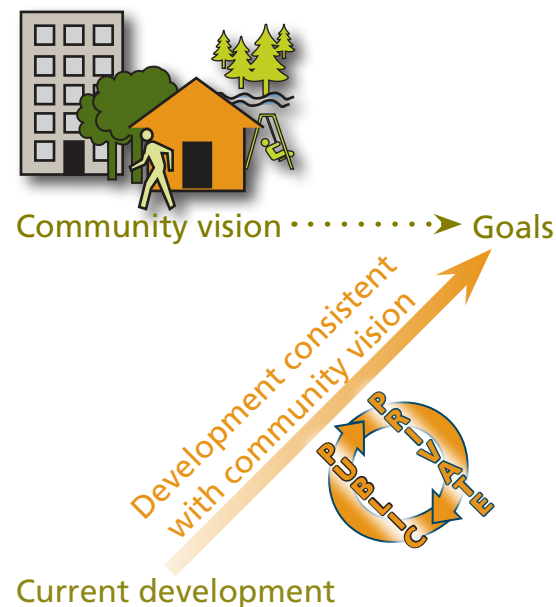 Community vision
Goals
Development consistent
with community vision
PRIVATE
PUBLIC
Current development